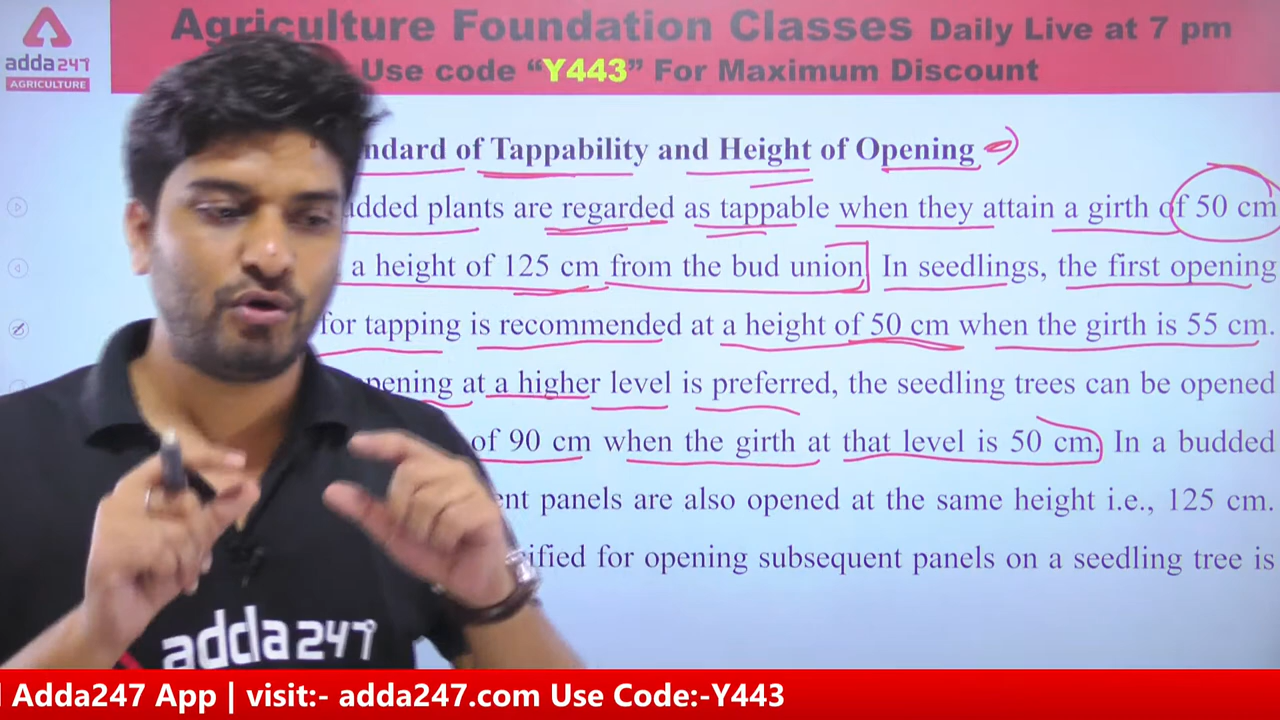 Agriculture Foundation Classes Daily Live at 7 pm
Use code “Y443” For Maximum Discount
adda247
AGRICULTURE
of Tappability and Height of Opening
plants are regarded as tappable when they attain a girth of 50 cm
a height of 125 cm from the bud union In seedlings, the first opening
for tapping is recommended at a height of 50 cm when the girth is 55 cm.
at a higher level is preferred, the seedling trees can be opened
of 90 cm when the girth at that level is 50 cm. In a budded
panels are also opened at the same height i.e., 125 cm.
for opening subsequent panels on a seedling tree is
adda247
Adda247 App | visit:- adda247.com Use Code:-Y443